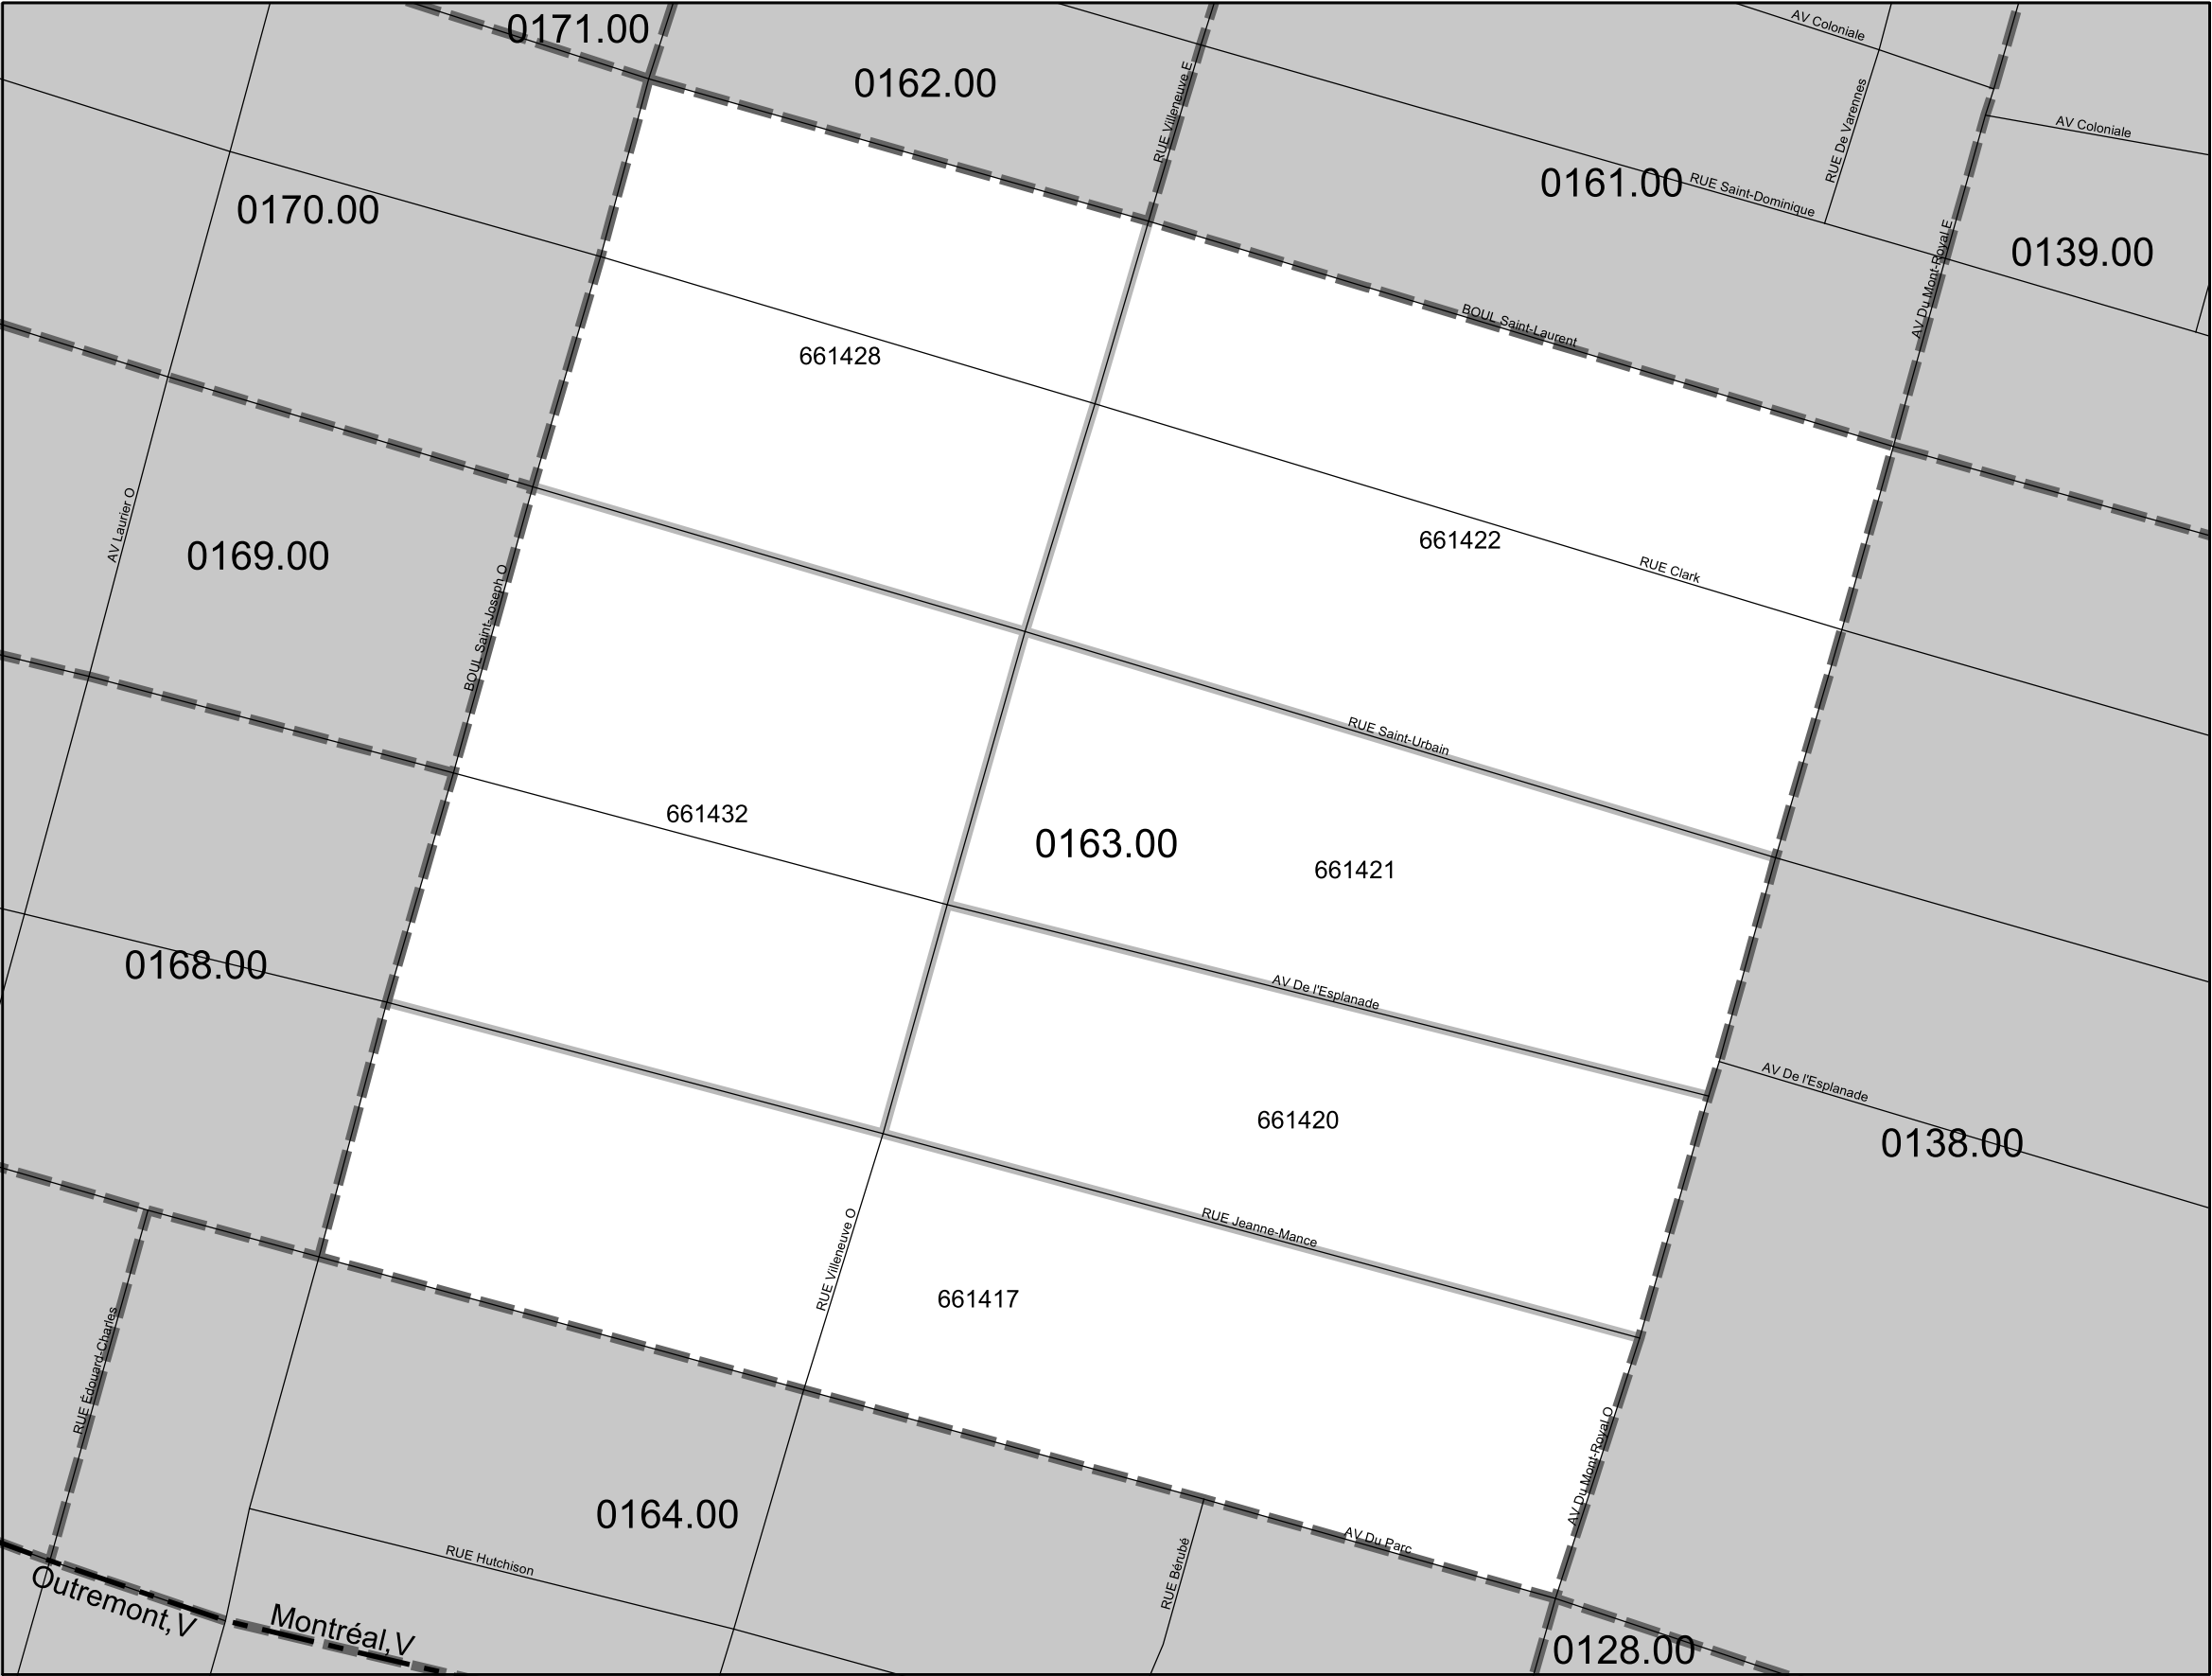 0171.00
AV Coloniale
0162.00
RUE Villeneuve E
RUE De Varennes
AV Coloniale
0161.00
RUE Saint-Dominique
0170.00
AV Du Mont-Royal E
0139.00
BOUL Saint-Laurent
661428
AV Laurier O
661422
0169.00
RUE Clark
BOUL Saint-Joseph O
RUE Saint-Urbain
661432
0163.00
661421
0168.00
AV De l'Esplanade
AV De l'Esplanade
661420
0138.00
RUE Jeanne-Mance
RUE Villeneuve O
661417
RUE Édouard-Charles
AV Du Mont-Royal O
0164.00
AV Du Parc
RUE Hutchison
RUE Bérubé
Outremont,V
Montréal,V
0128.00